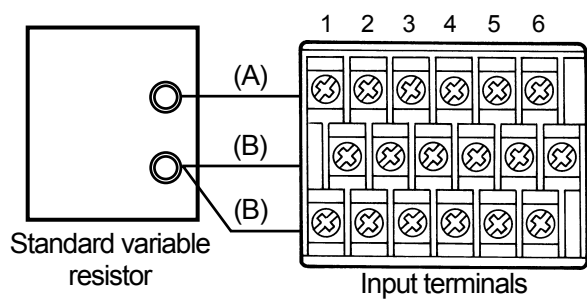 1 2 3 4 5 6
(A)
(B)
(B)
Standard variable
resistor
Input terminals